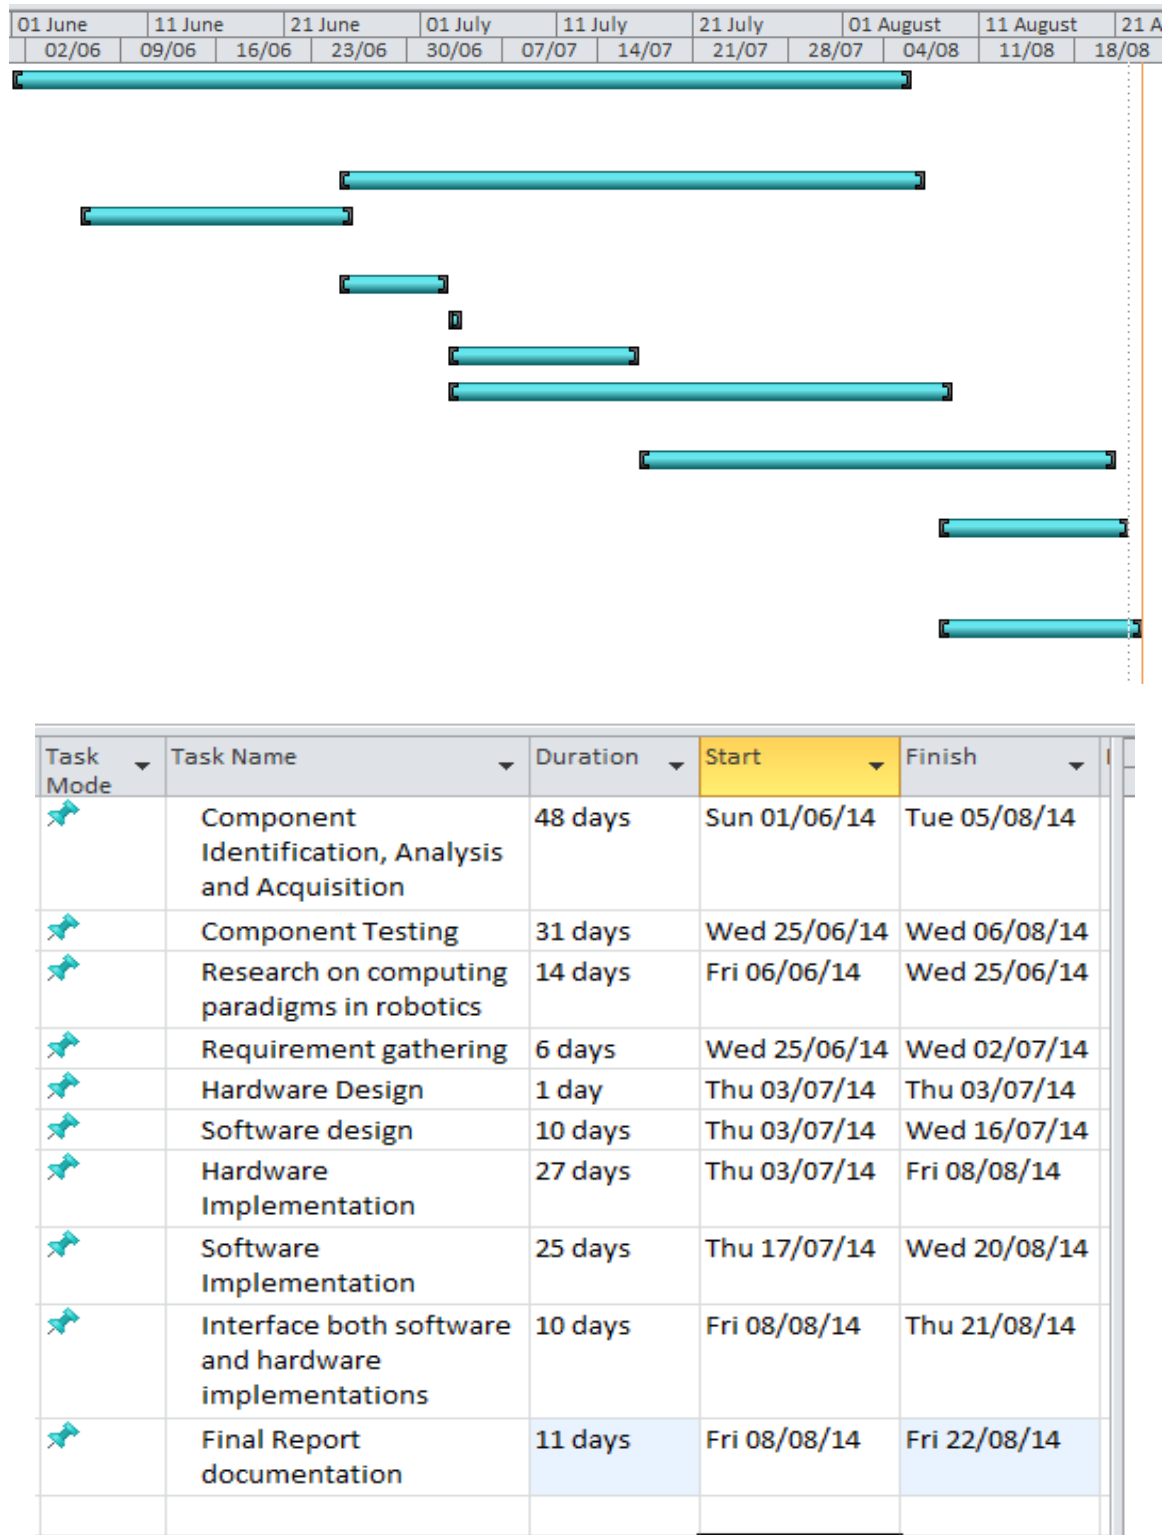 01 June 11 June 21 June 01 July 11 July 21 July 01 August 11 August 21 A
02/06 09/06 16/06 23/06 30/06 07/07 14/07 21/07 28/07 04/08 11/08 18/08
Task Mode Task Name Duration Start Finish
Component Identification, Analysis and Acquisition 48 days Sun 01/06/14 Tue 05/08/14
Component Testing 31 days Wed 25/06/14 Wed 06/08/14
Research on computing paradigms in robotics 14 days Fri 06/06/14 Wed 25/06/14
Requirement gathering 6 days Wed 25/06/14 Wed 02/07/14
Hardware Design 1 day Thu 03/07/14 Thu 03/07/14
Software design 10 days Thu 03/07/14 Wed 16/07/14
Hardware Implementation 27 days Thu 03/07/14 Fri 08/08/14
Software Implementation 25 days Thu 17/07/14 Wed 20/08/14
Interface both software and hardware implementations 10 days Fri 08/08/14 Thu 21/08/14
Final Report documentation 11 days Fri 08/08/14 Fri 22/08/14